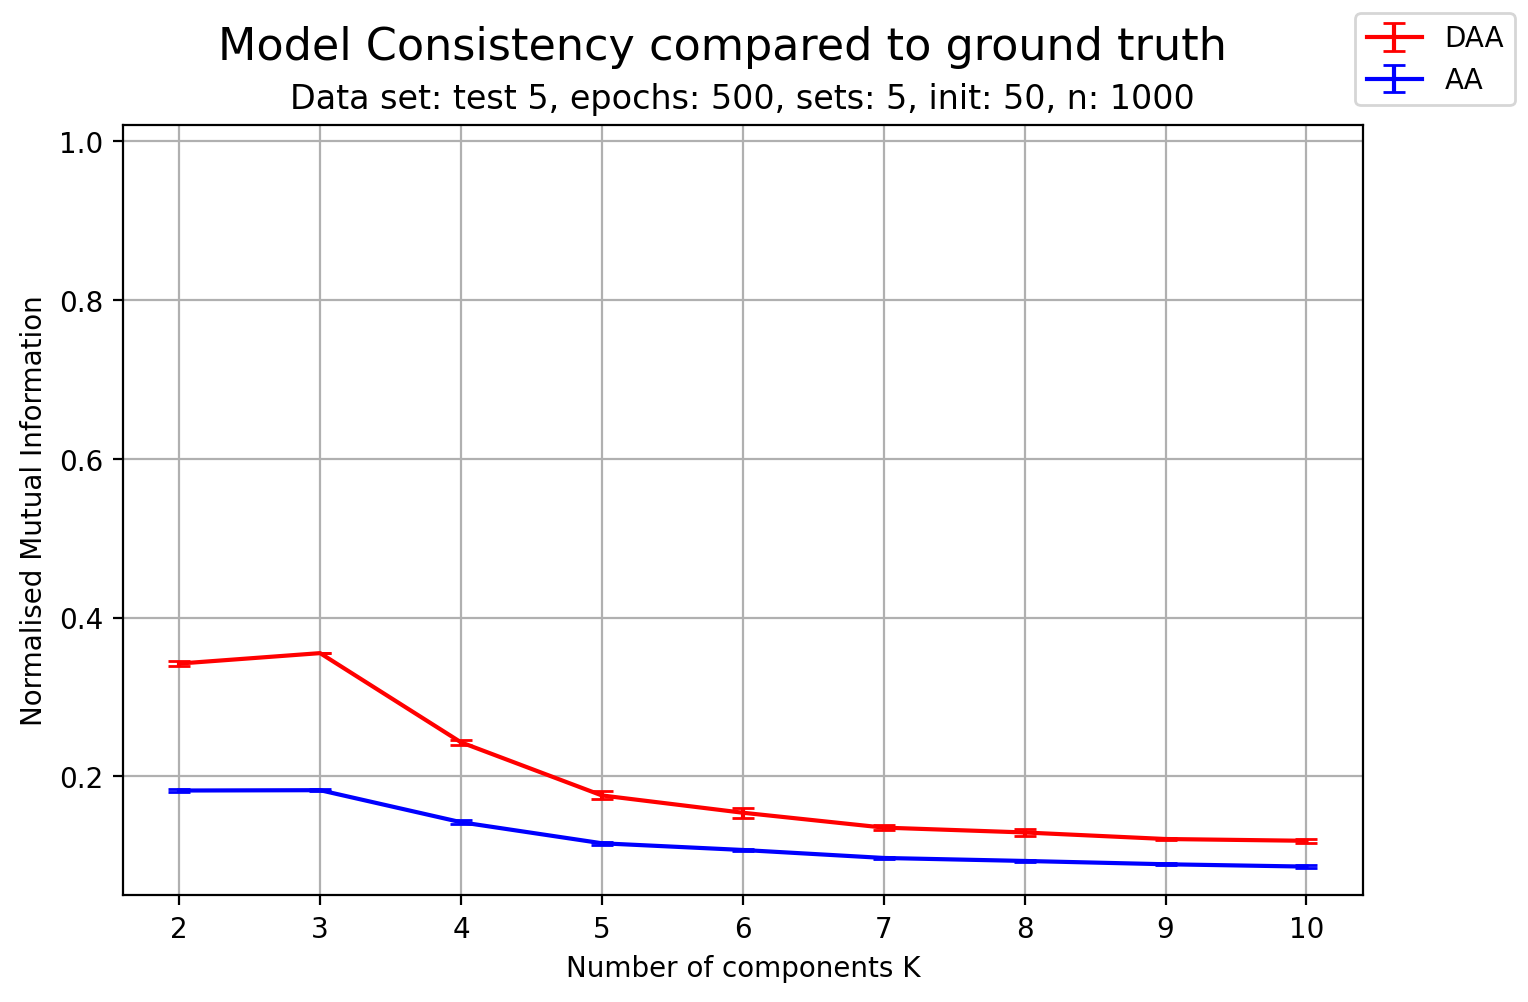 Model Consistency compared to ground truth
Data set: test 5, epochs: 500, sets: 5, init: 50, n: 1000
DAA
AA
Normalised Mutual Information
1.0
0.8
0.6
0.4
0.2
2 3 4 5 6 7 8 9 10
Number of components K